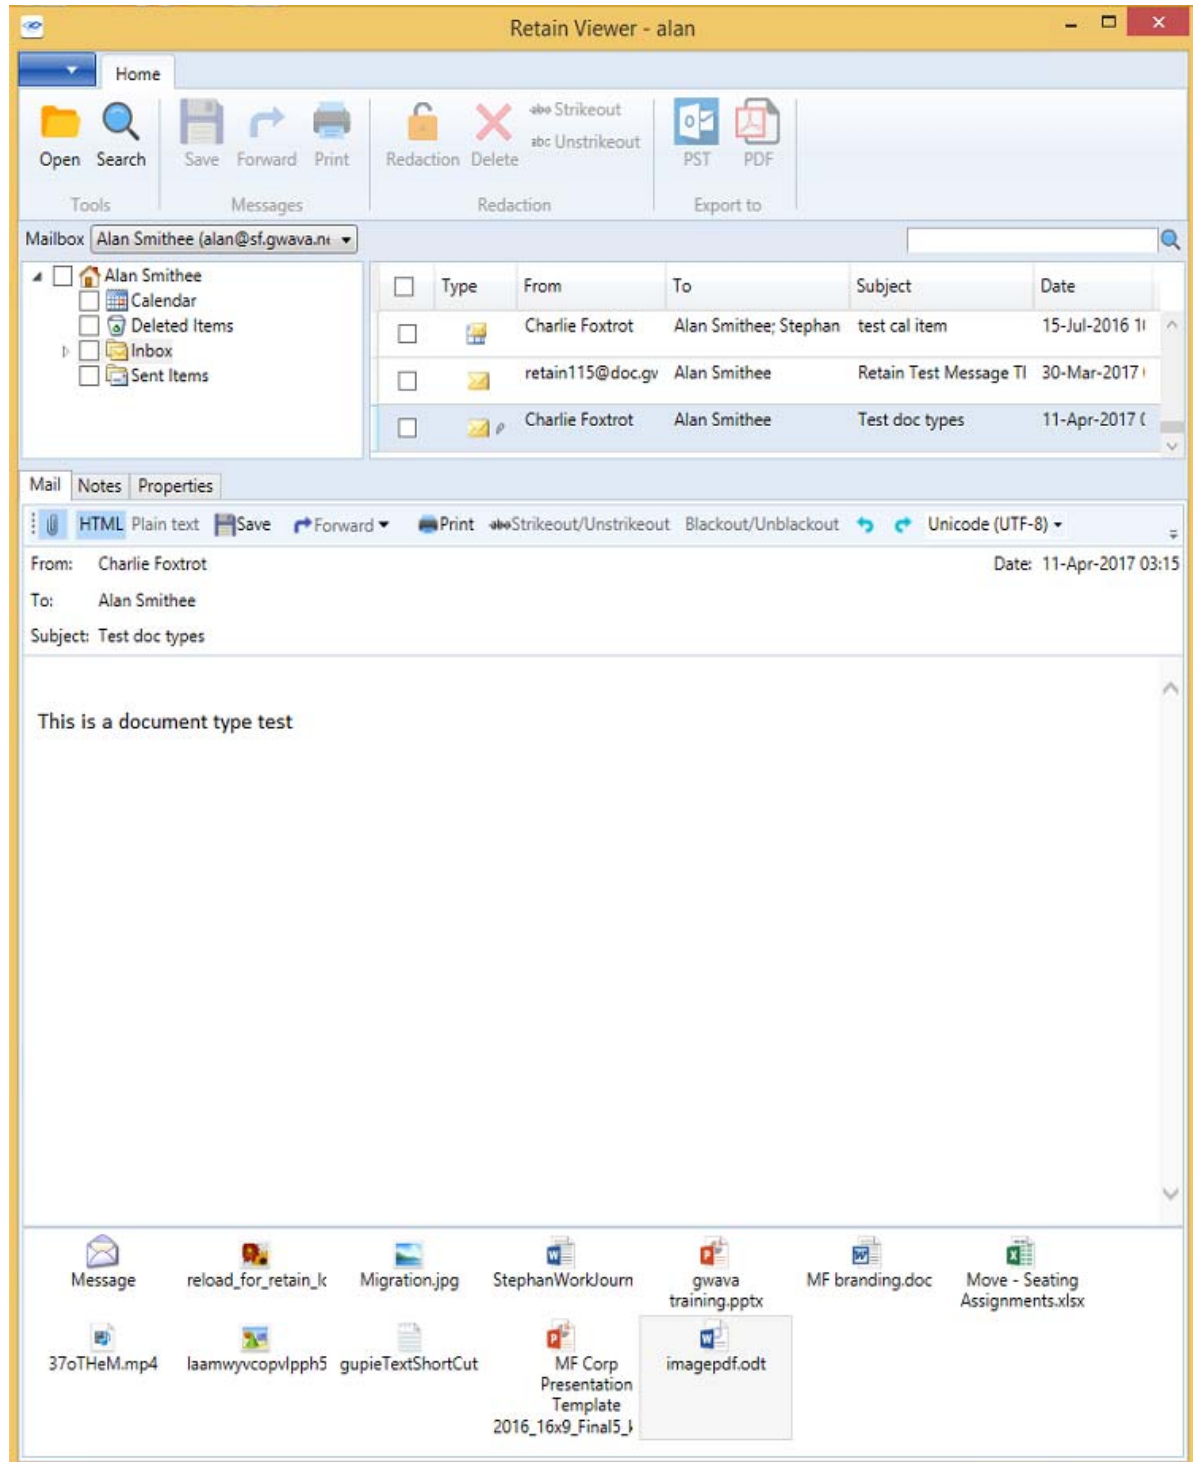 Retain Viewer - alan
Home
Open Search Save Forward Print Redaction Delete Strikeout Unstrikeout PST PDF
Tools Messages Redaction Export to
Mailbox Alan Smithee (alan@sf.gwava.ne
Alan Smithee
Calendar
Deleted Items
Inbox
Sent Items
Type From To Subject Date
Charlie Foxtrot Alan Smithee; Stephan test cal item 15-Jul-2016 1
retain115@doc.gv Alan Smithee Retain Test Message 30-Mar-2017
Charlie Foxtrot Alan Smithee Test doc types 11-Apr-2017
Mail Notes Properties
HTML Plain text Save Forward Print Strikeout/Unstrikeout Blackout/Unblackout Unicode (UTF-8)
From: Charlie Foxtrot Date: 11-Apr-2017 03:15
To: Alan Smithee
Subject: Test doc types
This is a document type test
Message reload_for_retain_lc Migration.jpg StephanWorkJourn gwava training.pptx MF branding.doc Move - Seating Assignments.xlsx
37oTHeM.mp4 laamwyvcopvlpph5 gupieTextShortCut MF Corp Presentation Template 2016_16x9_Final5_ imagepdf.odt